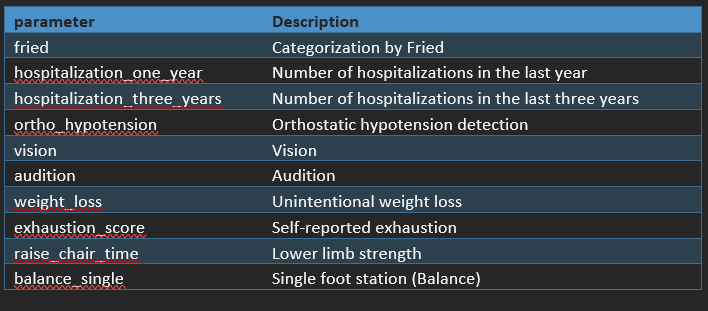 parameter Description
fried Categorization by Fried
hospitalization_one_year Number of hospitalizations in the last year
hospitalization_three_years Number of hospitalizations in the last three years
ortho_hypotension Orthostatic hypotension detection
vision Vision
audition Audition
weight_loss Unintentional weight loss
exhaustion_score Self-reported exhaustion
raise_chair_time Lower limb strength
balance_single Single foot station (Balance)